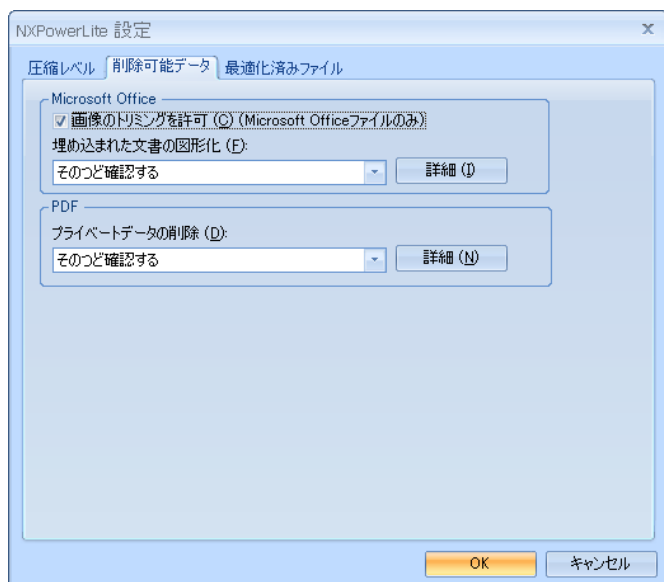 NXPowerLite 設定
圧縮レベル 削除可能データ 最適化済みファイル
Microsoft Office
画像のトリミングを許可 (C) (Microsoft Officeファイルのみ)
埋め込まれた文書の図形化 (F):
そのつど確認する 詳細 (I)
PDF
プライベートデータの削除 (D):
そのつど確認する 詳細 (N)
OK キャンセル